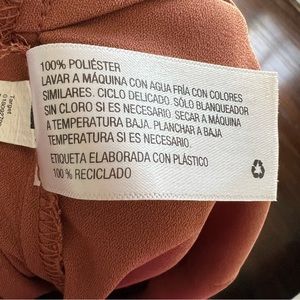 100% POLIÉSTER
LAVAR A MÁQUINA CON AGUA FRÍA CON COLORES
SIMILARES. CICLO DELICADO. SÓLO BLANQUEADOR
SIN CLORO SI ES NECESARIO. SECAR A MÁQUINA
A TEMPERATURA BAJA. PLANCHAR A BAJA
TEMPERATURA SI ES NECESARIO.
ETIQUETA ELABORADA CON PLÁSTICO
100% RECICLADO
Target